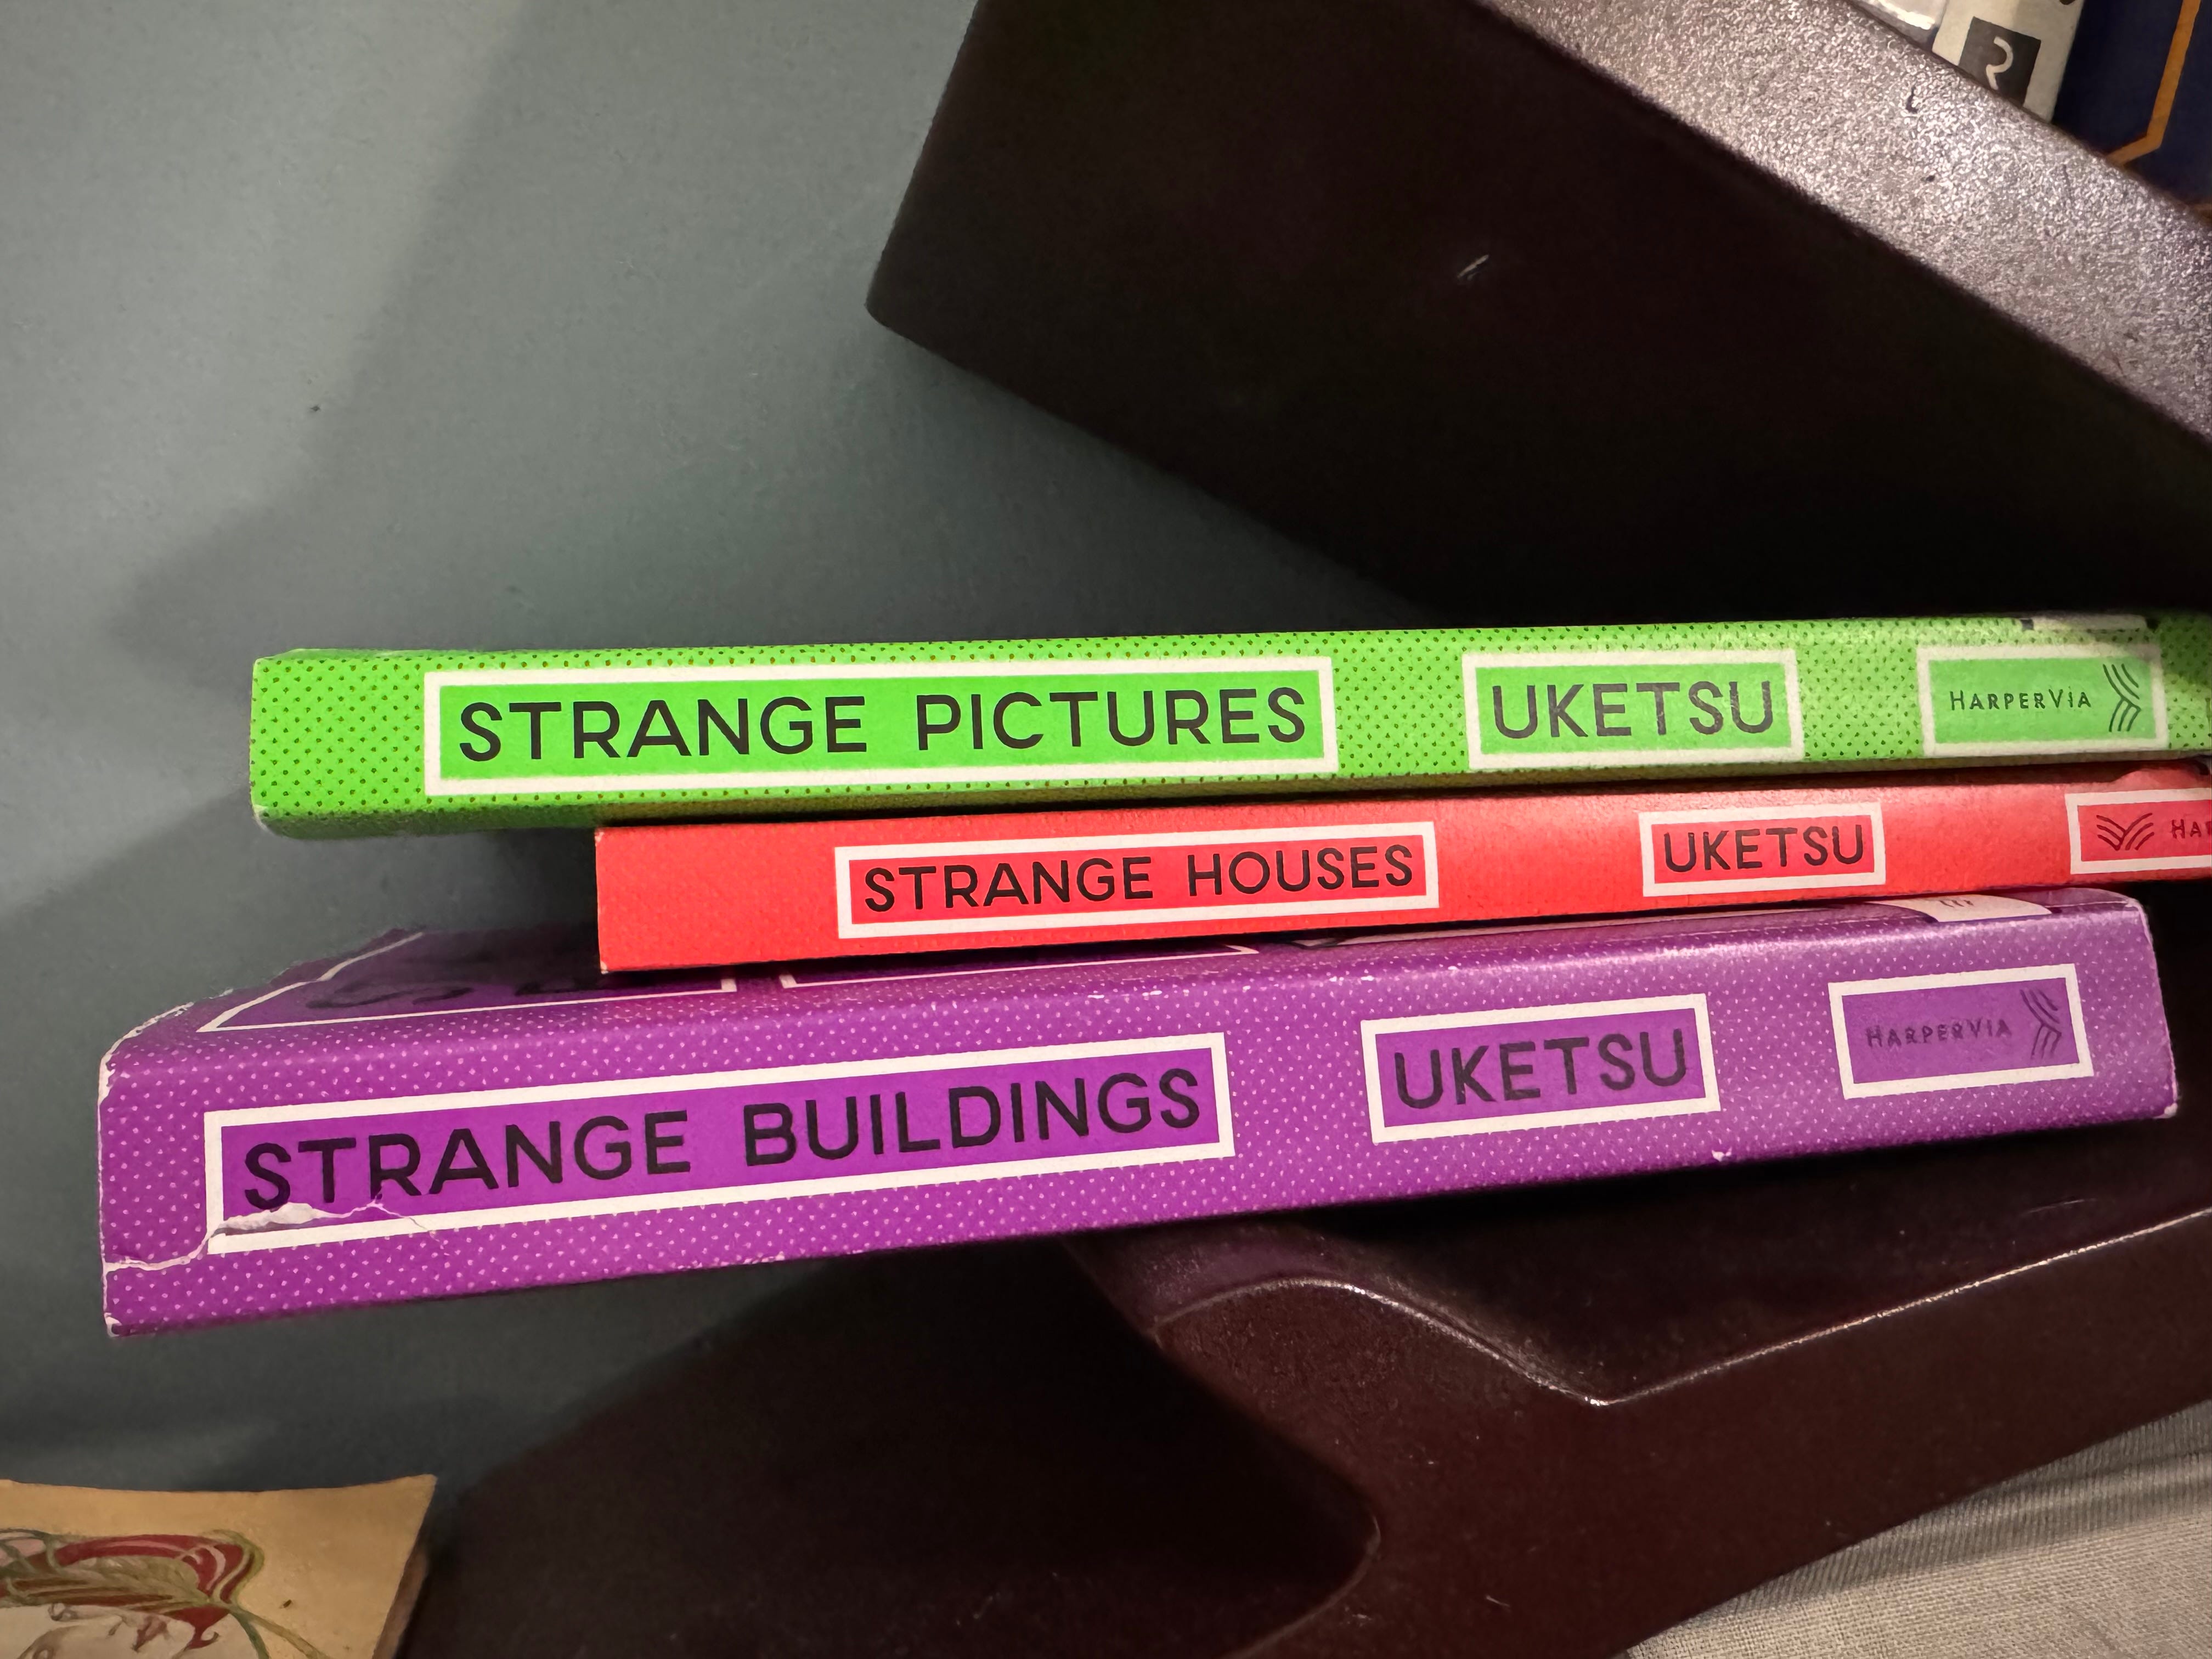 STRANGE PICTURES UKETSU HARPERVIA
STRANGE HOUSES UKETSU
STRANGE BUILDINGS UKETSU HARPERVIA